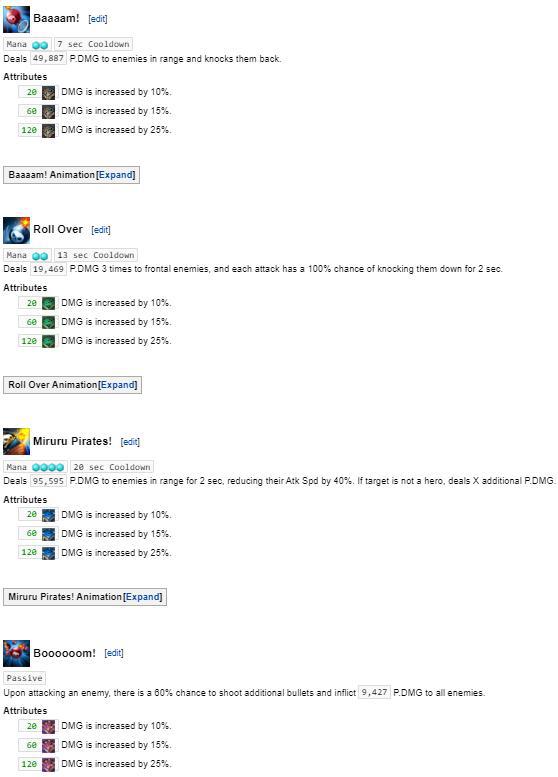 Baaaam! [edit]
Mana 7 sec Cooldown
Deals 49,887 P.DMG to enemies in range and knocks them back.
Attributes
20 DMG is increased by 10%.
60 DMG is increased by 15%.
120 DMG is increased by 25%.
Baaaam! Animation[Expand]
Roll Over [edit]
Mana 13 sec Cooldown
Deals 19,469 P.DMG 3 times to frontal enemies, and each attack has a 100% chance of knocking them down for 2 sec.
Attributes
20 DMG is increased by 10%.
60 DMG is increased by 15%.
120 DMG is increased by 25%.
Roll Over Animation[Expand]
Miruru Pirates! [edit]
Mana 20 sec Cooldown
Deals 95,595 P.DMG to enemies in range for 2 sec, reducing their Atk Spd by 40%. If target is not a hero, deals X additional P.DMG.
Attributes
20 DMG is increased by 10%.
60 DMG is increased by 15%.
120 DMG is increased by 25%.
Miruru Pirates! Animation[Expand]
Boooooom! [edit]
Passive
Upon attacking an enemy, there is a 60% chance to shoot additional bullets and inflict 9,427 P.DMG to all enemies.
Attributes
20 DMG is increased by 10%.
60 DMG is increased by 15%.
120 DMG is increased by 25%.